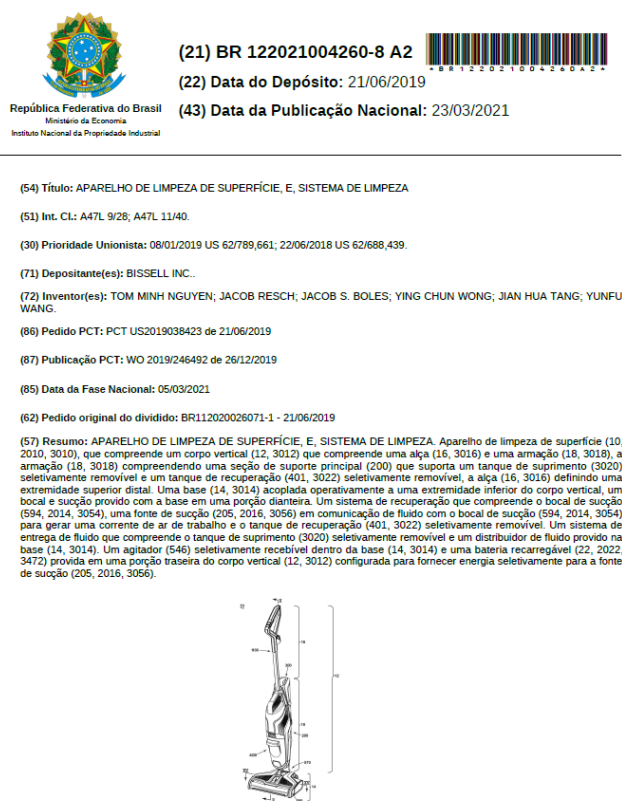 (21) BR 122021004260-8 A2
*BR122021004260A2*
(22) Data do Depósito: 21/06/2019
(43) Data da Publicação Nacional: 23/03/2021
República Federativa do Brasil
Ministério da Economia
Instituto Nacional da Propriedade Industrial
(54) Título: APARELHO DE LIMPEZA DE SUPERFÍCIE, E, SISTEMA DE LIMPEZA
(51) Int. Cl.: A47L 9/28; A47L 11/40.
(30) Prioridade Unionista: 08/01/2019 US 62/789,661; 22/06/2018 US 62/688,439.
(71) Depositante(es): BISSELL INC..
(72) Inventor(es): TOM MINH NGUYEN; JACOB RESCH; JACOB S. BOLES; YING CHUN WONG; JIAN HUA TANG; YUNFU
WANG.
(86) Pedido PCT: PCT US2019038423 de 21/06/2019
(87) Publicação PCT: WO 2019/246492 de 26/12/2019
(85) Data da Fase Nacional: 05/03/2021
(62) Pedido original do dividido: BR112020026071-1 - 21/06/2019
(57) Resumo: APARELHO DE LIMPEZA DE SUPERFÍCIE, E, SISTEMA DE LIMPEZA. Aparelho de limpeza de superfície (10,
2010, 3010), que compreende um corpo vertical (12, 3012) que compreende uma alça (16, 3016) e uma armação (18, 3018), a
armação (18, 3018) compreendendo uma seção de suporte principal (200) que suporta um tanque de suprimento (3020)
seletivamente removível e um tanque de recuperação (401, 3022) seletivamente removível, a alça (16, 3016) definindo uma
extremidade superior distal. Uma base (14, 3014) acoplada operativamente a uma extremidade inferior do corpo vertical, um
bocal e sucção provido com a base em uma porção dianteira. Um sistema de recuperação que compreende o bocal de sucção
(594, 2014, 3054), uma fonte de sucção (205, 2016, 3056) em comunicação de fluido com o bocal de sucção (594, 2014, 3054)
para gerar uma corrente de ar de trabalho e o tanque de recuperação (401, 3022) seletivamente removível. Um sistema de
entrega de fluido que compreende o tanque de suprimento (3020) seletivamente removível e um distribuidor de fluido provido na
base (14, 3014). Um agitador (546) seletivamente recebível dentro da base (14, 3014) e uma bateria recarregável (22, 2022,
3472) provida em uma porção traseira do corpo vertical (12, 3012) configurada para fornecer energia seletivamente para a fonte
de sucção (205, 2016, 3056).